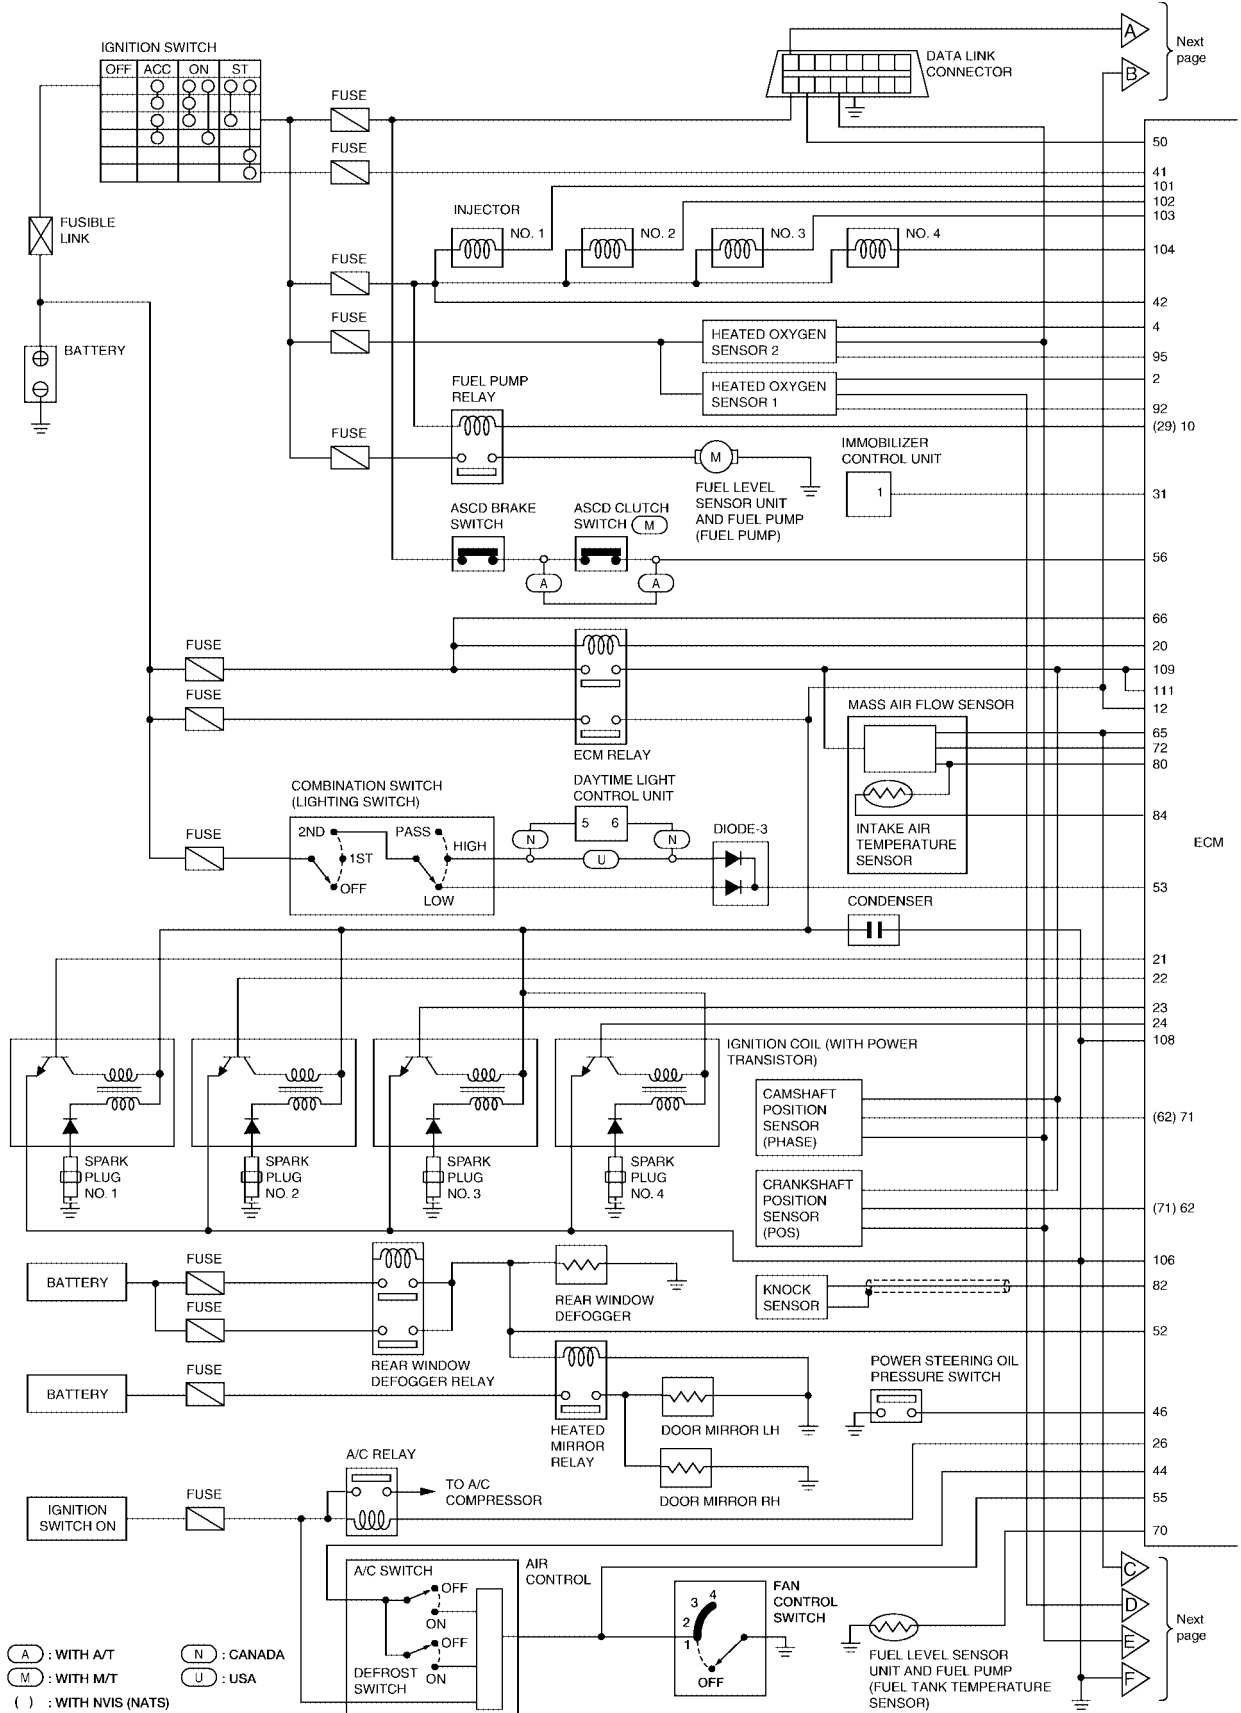 IGNITION SWITCH
OFF ACC ON ST
DATA LINK
CONNECTOR
A
B
Next
page
FUSE
50
FUSE
41
101
102
103
INJECTOR
NO. 1
NO. 2
NO. 3
NO. 4
104
FUSIBLE
LINK
FUSE
42
FUSE
HEATED OXYGEN
SENSOR 2
4
95
BATTERY
FUEL PUMP
RELAY
HEATED OXYGEN
SENSOR 1
2
92
(29) 10
FUSE
M
IMMOBILIZER
CONTROL UNIT
1
31
FUEL LEVEL
SENSOR UNIT
AND FUEL PUMP
(FUEL PUMP)
ASCD BRAKE
SWITCH
ASCD CLUTCH
SWITCH M
A
A
56
66
20
FUSE
109
111
12
FUSE
ECM RELAY
MASS AIR FLOW SENSOR
65
72
80
84
INTAKE AIR
TEMPERATURE
SENSOR
ECM
COMBINATION SWITCH
(LIGHTING SWITCH)
DAYTIME LIGHT
CONTROL UNIT
5 6
N
N
U
DIODE-3
FUSE
2ND
1ST
OFF
PASS
HIGH
LOW
53
CONDENSER
21
22
23
24
108
IGNITION COIL (WITH POWER
TRANSISTOR)
CAMSHAFT
POSITION
SENSOR
(PHASE)
(62) 71
SPARK
PLUG
NO. 1
SPARK
PLUG
NO. 2
SPARK
PLUG
NO. 3
SPARK
PLUG
NO. 4
CRANKSHAFT
POSITION
SENSOR
(POS)
(71) 62
106
BATTERY
FUSE
FUSE
REAR WINDOW
DEFOGGER RELAY
REAR WINDOW
DEFOGGER
KNOCK
SENSOR
82
52
BATTERY
FUSE
HEATED
MIRROR
RELAY
DOOR MIRROR LH
DOOR MIRROR RH
POWER STEERING OIL
PRESSURE SWITCH
46
26
44
55
70
A/C RELAY
TO A/C
COMPRESSOR
IGNITION
SWITCH ON
FUSE
AIR
CONTROL
A/C SWITCH
OFF
ON
DEFROST
SWITCH
OFF
ON
FAN
CONTROL
SWITCH
4
3
2
1
OFF
FUEL LEVEL SENSOR
UNIT AND FUEL PUMP
(FUEL TANK TEMPERATURE
SENSOR)
C
D
E
F
Next
page
A : WITH A/T
M : WITH M/T
( ) : WITH NVIS (NATS)
N : CANADA
U : USA